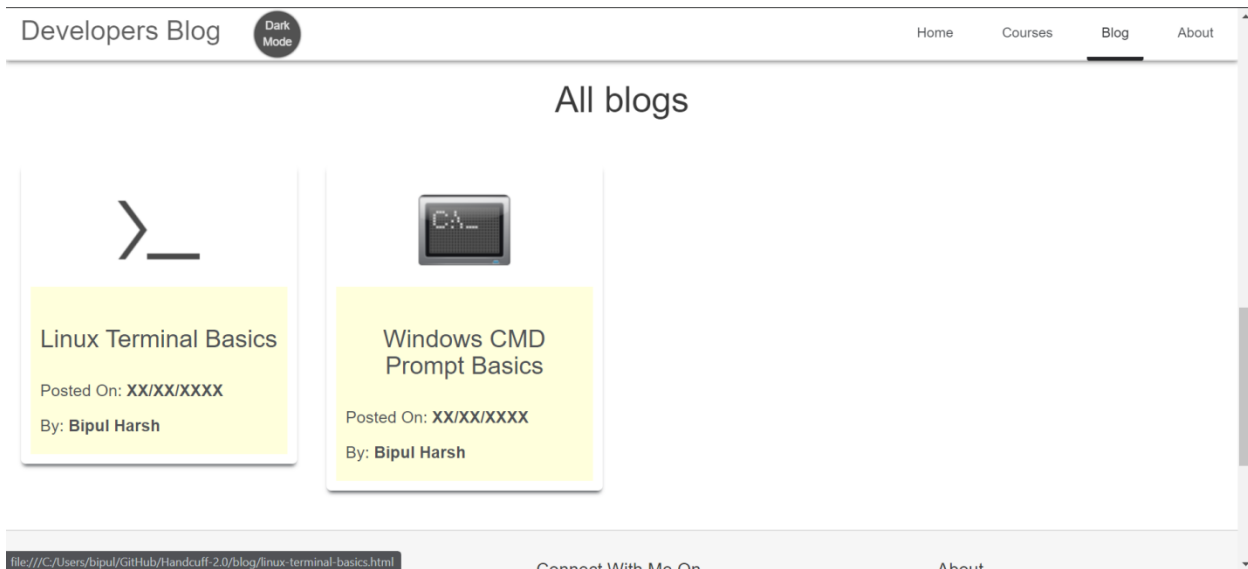 Developers Blog
Dark
Mode
Home
Courses
Blog
About
All blogs
C:\_
Linux Terminal Basics
Posted On: XX/XX/XXXX
By: Bipul Harsh
Windows CMD
Prompt Basics
Posted On: XX/XX/XXXX
By: Bipul Harsh
file:///C:/Users/bipul/GitHub/Handcuff-2.0/blog/linux-terminal-basics.html
Connect With Me On
About